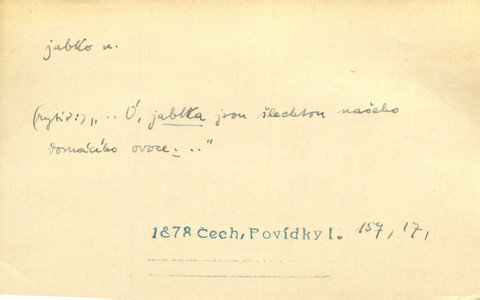 jablko n.
(rytíř:) „.. Ó, jablka jsou šlechtou našeho
domácího ovoce. .."
1878 Čech, Povídky I. 157, 17,